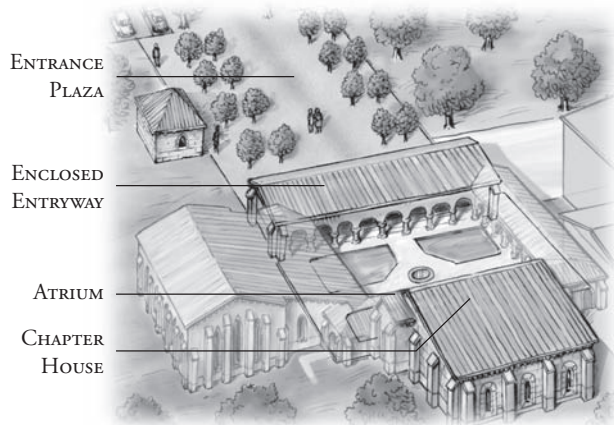 Entrance
Plaza
Enclosed
Entryway
Atrium
Chapter
House